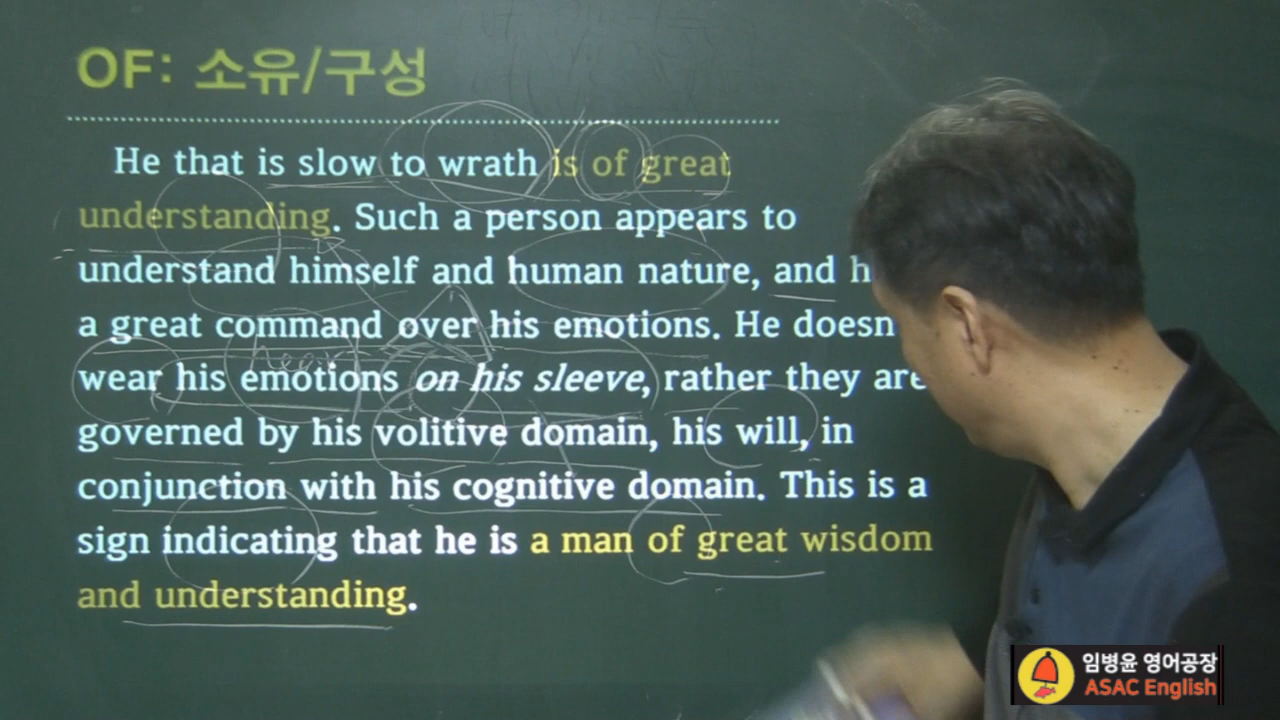 OF: 소유/구성
He that is slow to wrath is of great
understanding. Such a person appears to
understand himself and human nature, and
a great command over his emotions. He
wear his emotions on his sleeve, rather they are
governed by his volitive domain, his will, in
conjunction with his cognitive domain. This is a
sign indicating that he is a man of great wisdom
and understanding.
임병윤 영어공장
ASAC English